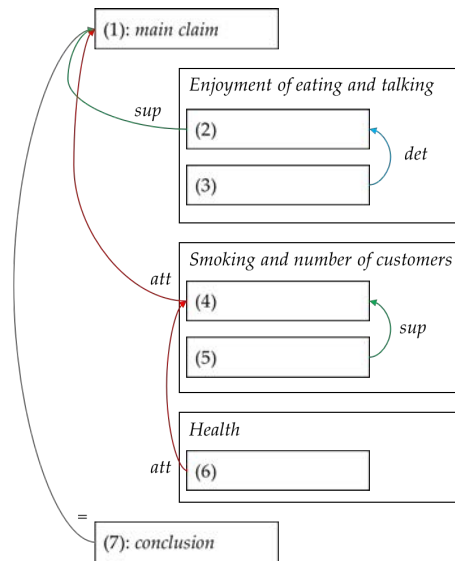 (1): main claim
Enjoyment of eating and talking
sup
(2)
det
(3)
Smoking and number of customers
att
(4)
sup
(5)
Health
att
(6)
=
(7): conclusion